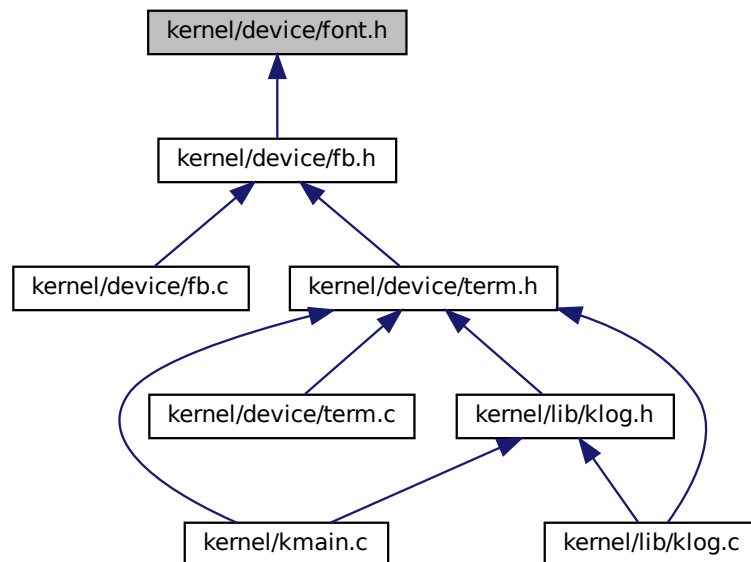 kernel/device/font.h
kernel/device/fb.h
kernel/device/fb.c
kernel/device/term.h
kernel/device/term.c
kernel/lib/klog.h
kernel/kmain.c
kernel/lib/klog.c